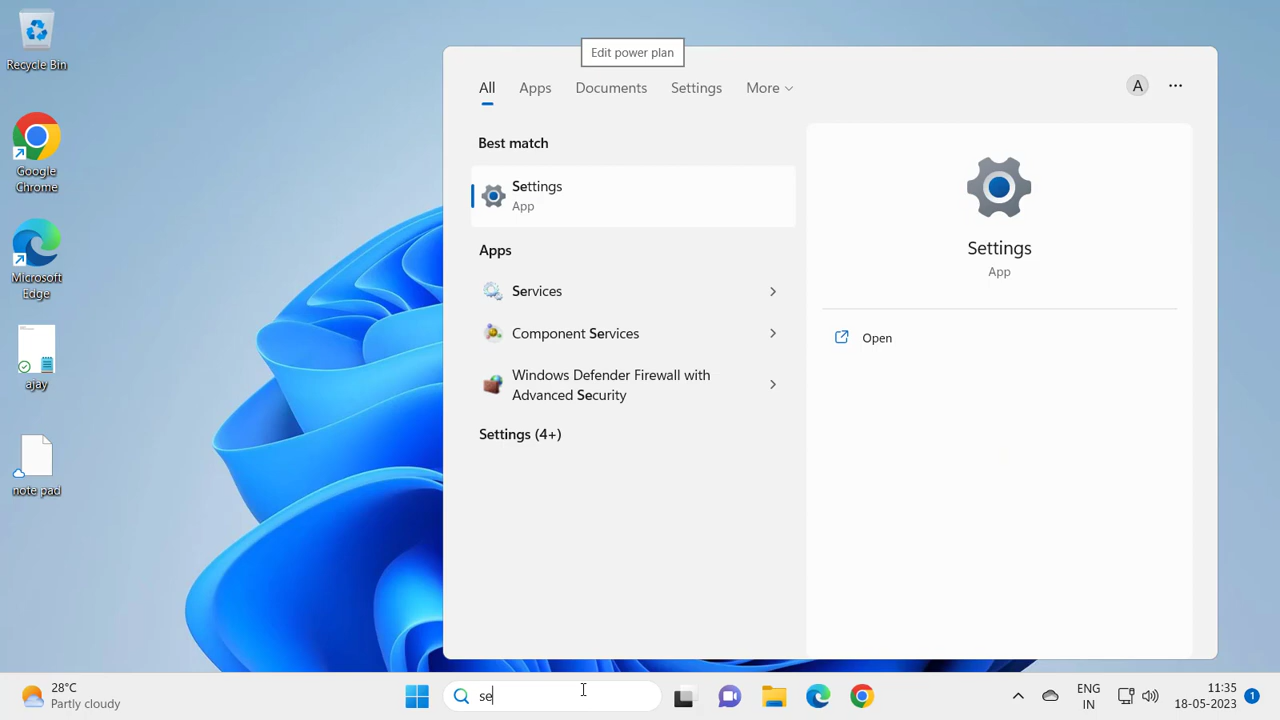 Recycle Bin
Google
Chrome
Microsoft
Edge
ajay
note pad
Edit power plan
All
Apps
Documents
Settings
More
A
Best match
Settings
App
Apps
Services
Component Services
Windows Defender Firewall with
Advanced Security
Settings (4+)
Settings
App
Open
28°C
Partly cloudy
se
ENG
IN
11:35
18-05-2023
1